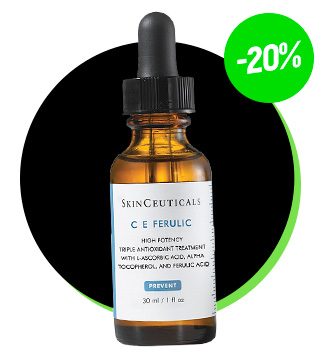 -20%
SKINCEUTICALS
C E FERULIC
HIGH POTENCY
TRIPLE ANTIOXIDANT TREATMENT
WITH L-ASCORBIC ACID, ALPHA
TOCOPHEROL, AND FERULIC ACID
PREVENT
30 ml / 1 fl oz